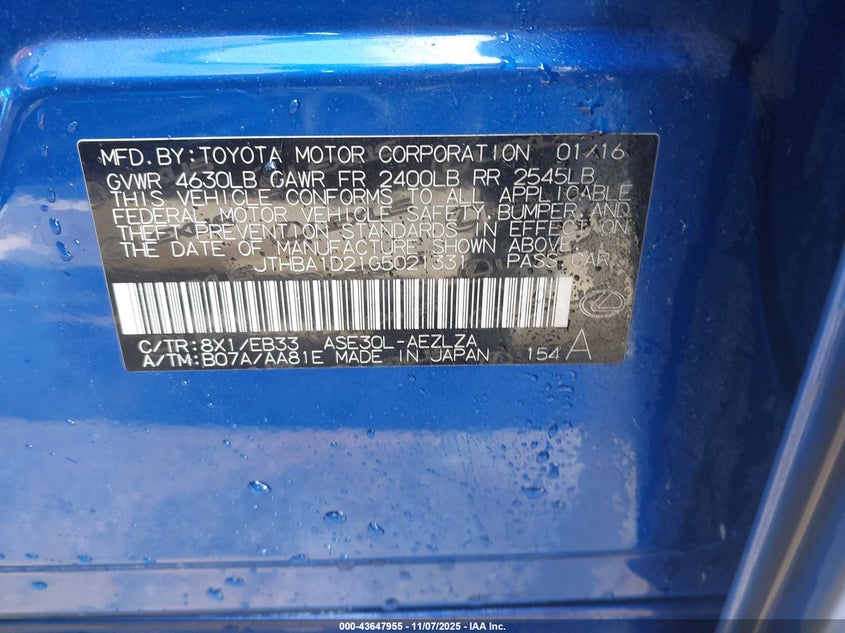 MFD. BY: TOYOTA MOTOR CORPORATION 01/16
GVWR 4630LB GAWR FR 2400LB RR 2545LB
THIS VEHICLE CONFORMS TO ALL APPLICABLE
FEDERAL MOTOR VEHICLE SAFETY, BUMPER, AND
THEFT PREVENTION STANDARDS IN EFFECT ON
THE DATE OF MANUFACTURE SHOWN ABOVE.
JTHBA1D21G5021331 PASS. CAR
C/TR: 8X1/EB33 ASE30L-AEZLZA
A/TM: B07A/AA81E MADE IN JAPAN 154 A
000-43647955 - 11/07/2025 - IAA Inc.